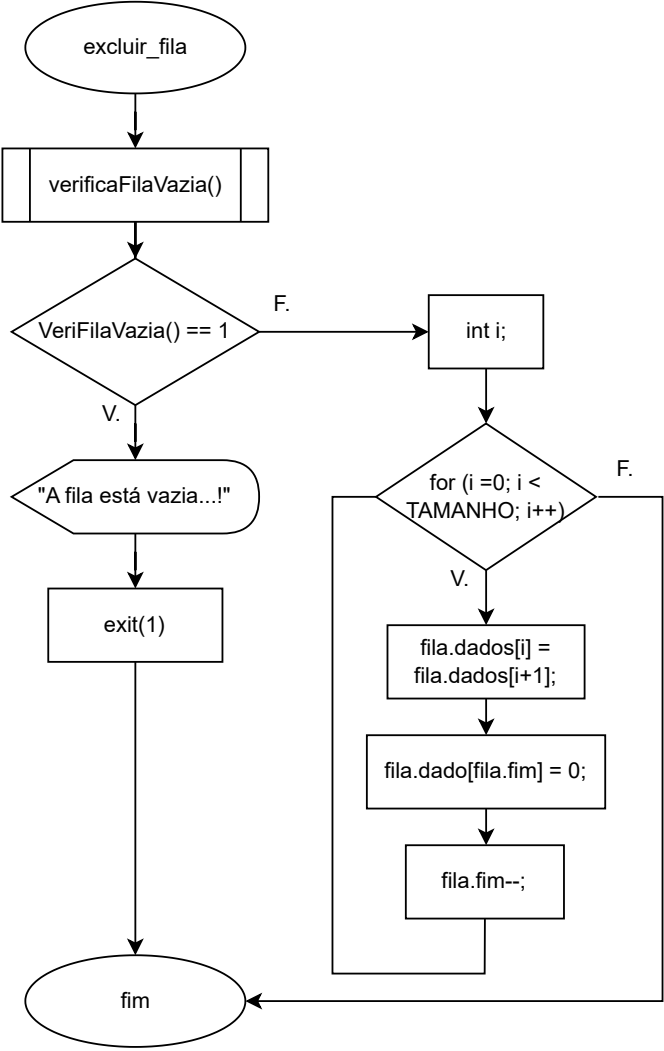 excluir_fila
verificaFilaVazia()
VeriFilaVazia() == 1
F.
V.
"A fila está vazia...!"
exit(1)
int i;
for (i =0; i <
TAMANHO; i++)
F.
V.
fila.dados[i] =
fila.dados[i+1];
fila.dado[fila.fim] = 0;
fila.fim--;
fim